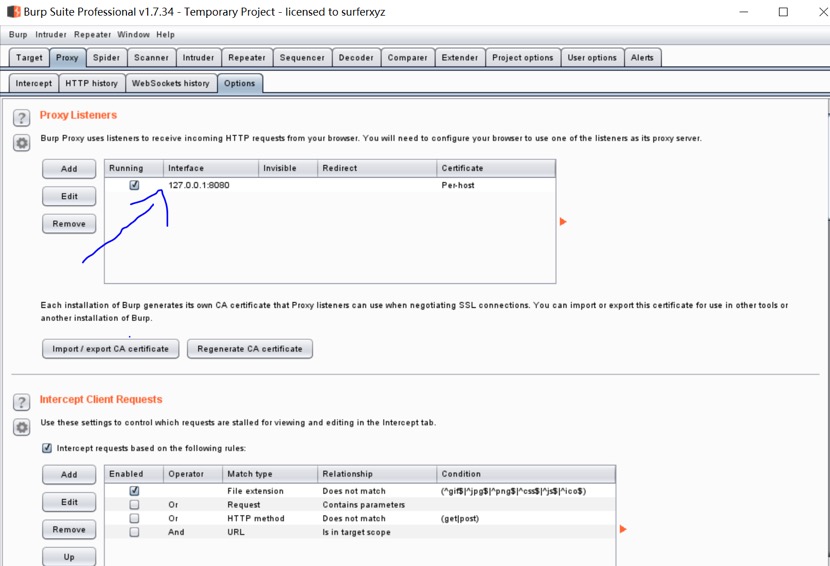 Burp Suite Professional v1.7.34 - Temporary Project - licensed to surferxyz
Burp Intruder Repeater Window Help
Target Proxy Spider Scanner Intruder Repeater Sequencer Decoder Comparer Extender Project options User options Alerts
Intercept HTTP history WebSockets history Options
? Proxy Listeners
Burp Proxy uses listeners to receive incoming HTTP requests from your browser. You will need to configure your browser to use one of the listeners as its proxy server.
Add Running Interface Invisible Redirect Certificate
127.0.0.1:8080 Per-host
Edit
Remove
Each installation of Burp generates its own CA certificate that Proxy listeners can use when negotiating SSL connections. You can import or export this certificate for use in other tools or
another installation of Burp.
Import / export CA certificate Regenerate CA certificate
? Intercept Client Requests
Use these settings to control which requests are stalled for viewing and editing in the Intercept tab.
Intercept requests based on the following rules:
Add Enabled Operator Match type Relationship Condition
File extension Does not match (^gif$|^jpg$|^png$|^css$|^js$|^ico$)
Edit Or Request Contains parameters
Or HTTP method Does not match (get|post)
Remove And URL Is in target scope
Up